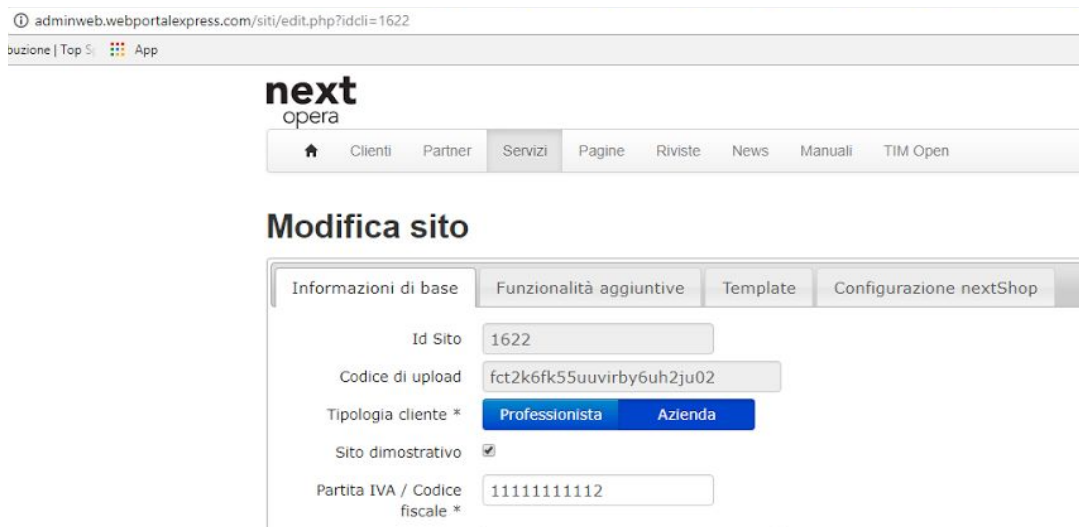 adminweb.webportalexpress.com/siti/edit.php?idcli=1622
buzione | Top S App
next
opera
Clienti Partner Servizi Pagine Riviste News Manuali TIM Open
Modifica sito
Informazioni di base Funzionalità aggiuntive Template Configurazione nextShop
Id Sito 1622
Codice di upload fct2k6fk55uuvirby6uh2ju02
Tipologia cliente * Professionista Azienda
Sito dimostrativo
Partita IVA / Codice 11111111112
fiscale *